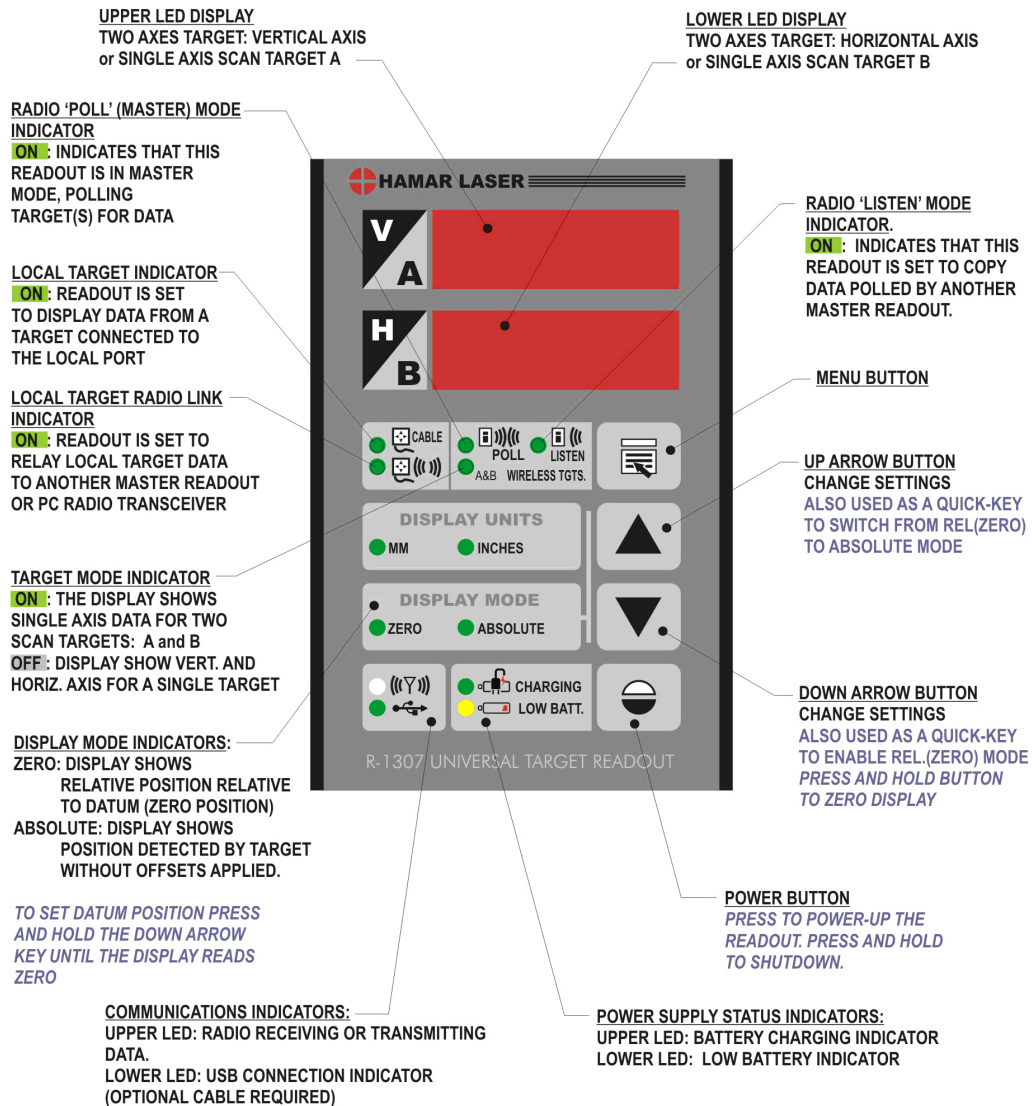 UPPER LED DISPLAY
TWO AXES TARGET: VERTICAL AXIS
or SINGLE AXIS SCAN TARGET A
LOWER LED DISPLAY
TWO AXES TARGET: HORIZONTAL AXIS
or SINGLE AXIS SCAN TARGET B
RADIO ‘POLL’ (MASTER) MODE
INDICATOR
ON : INDICATES THAT THIS
READOUT IS IN MASTER
MODE, POLLING
TARGET(S) FOR DATA
LOCAL TARGET INDICATOR
ON : READOUT IS SET
TO DISPLAY DATA FROM A
TARGET CONNECTED TO
THE LOCAL PORT
LOCAL TARGET RADIO LINK
INDICATOR
ON : READOUT IS SET TO
RELAY LOCAL TARGET DATA
TO ANOTHER MASTER READOUT
OR PC RADIO TRANSCEIVER
TARGET MODE INDICATOR
ON : THE DISPLAY SHOWS
SINGLE AXIS DATA FOR TWO
SCAN TARGETS: A and B
OFF : DISPLAY SHOW VERT. AND
HORIZ. AXIS FOR A SINGLE TARGET
DISPLAY MODE INDICATORS:
ZERO: DISPLAY SHOWS
RELATIVE POSITION RELATIVE
TO DATUM (ZERO POSITION)
ABSOLUTE: DISPLAY SHOWS
POSITION DETECTED BY TARGET
WITHOUT OFFSETS APPLIED.
TO SET DATUM POSITION PRESS
AND HOLD THE DOWN ARROW
KEY UNTIL THE DISPLAY READS
ZERO
HAMAR LASER
V
A
H
B
CABLE
POLL
LISTEN
A&B WIRELESS TGTS.
DISPLAY UNITS
MM INCHES
DISPLAY MODE
ZERO ABSOLUTE
CHARGING
LOW BATT.
R-1307 UNIVERSAL TARGET READOUT
RADIO ‘LISTEN’ MODE
INDICATOR.
ON : INDICATES THAT THIS
READOUT IS SET TO COPY
DATA POLLED BY ANOTHER
MASTER READOUT.
MENU BUTTON
UP ARROW BUTTON
CHANGE SETTINGS
ALSO USED AS A QUICK-KEY
TO SWITCH FROM REL(ZERO)
TO ABSOLUTE MODE
DOWN ARROW BUTTON
CHANGE SETTINGS
ALSO USED AS A QUICK-KEY
TO ENABLE REL.(ZERO) MODE
PRESS AND HOLD BUTTON
TO ZERO DISPLAY
POWER BUTTON
PRESS TO POWER-UP THE
READOUT. PRESS AND HOLD
TO SHUTDOWN.
COMMUNICATIONS INDICATORS:
UPPER LED: RADIO RECEIVING OR TRANSMITTING
DATA.
LOWER LED: USB CONNECTION INDICATOR
(OPTIONAL CABLE REQUIRED)
POWER SUPPLY STATUS INDICATORS:
UPPER LED: BATTERY CHARGING INDICATOR
LOWER LED: LOW BATTERY INDICATOR